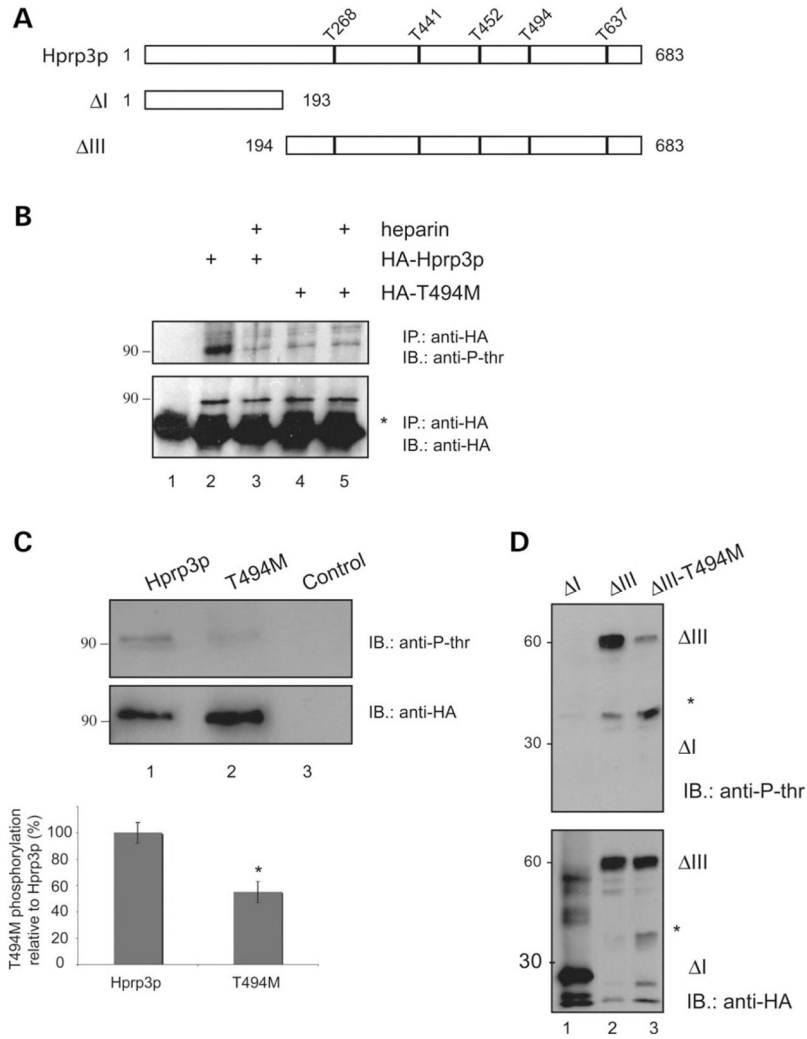 A
T268 T441 T452 T494 T637
Hprp3p 1 683
ΔI 1 193
ΔIII 194 683
B
+ + heparin
+ + HA-Hprp3p
+ + HA-T494M
90 IP.: anti-HA
IB.: anti-P-thr
90
* IP.: anti-HA
IB.: anti-HA
1 2 3 4 5
C
Hprp3p T494M Control
90 IB.: anti-P-thr
90 IB.: anti-HA
1 2 3
T494M phosphorylation
relative to Hprp3p (%)
120
100
80
60
40
20
0
*
Hprp3p T494M
D
ΔI ΔIII ΔIII-T494M
60 ΔIII
*
30 ΔI
IB.: anti-P-thr
60 ΔIII
*
30 ΔI
IB.: anti-HA
1 2 3